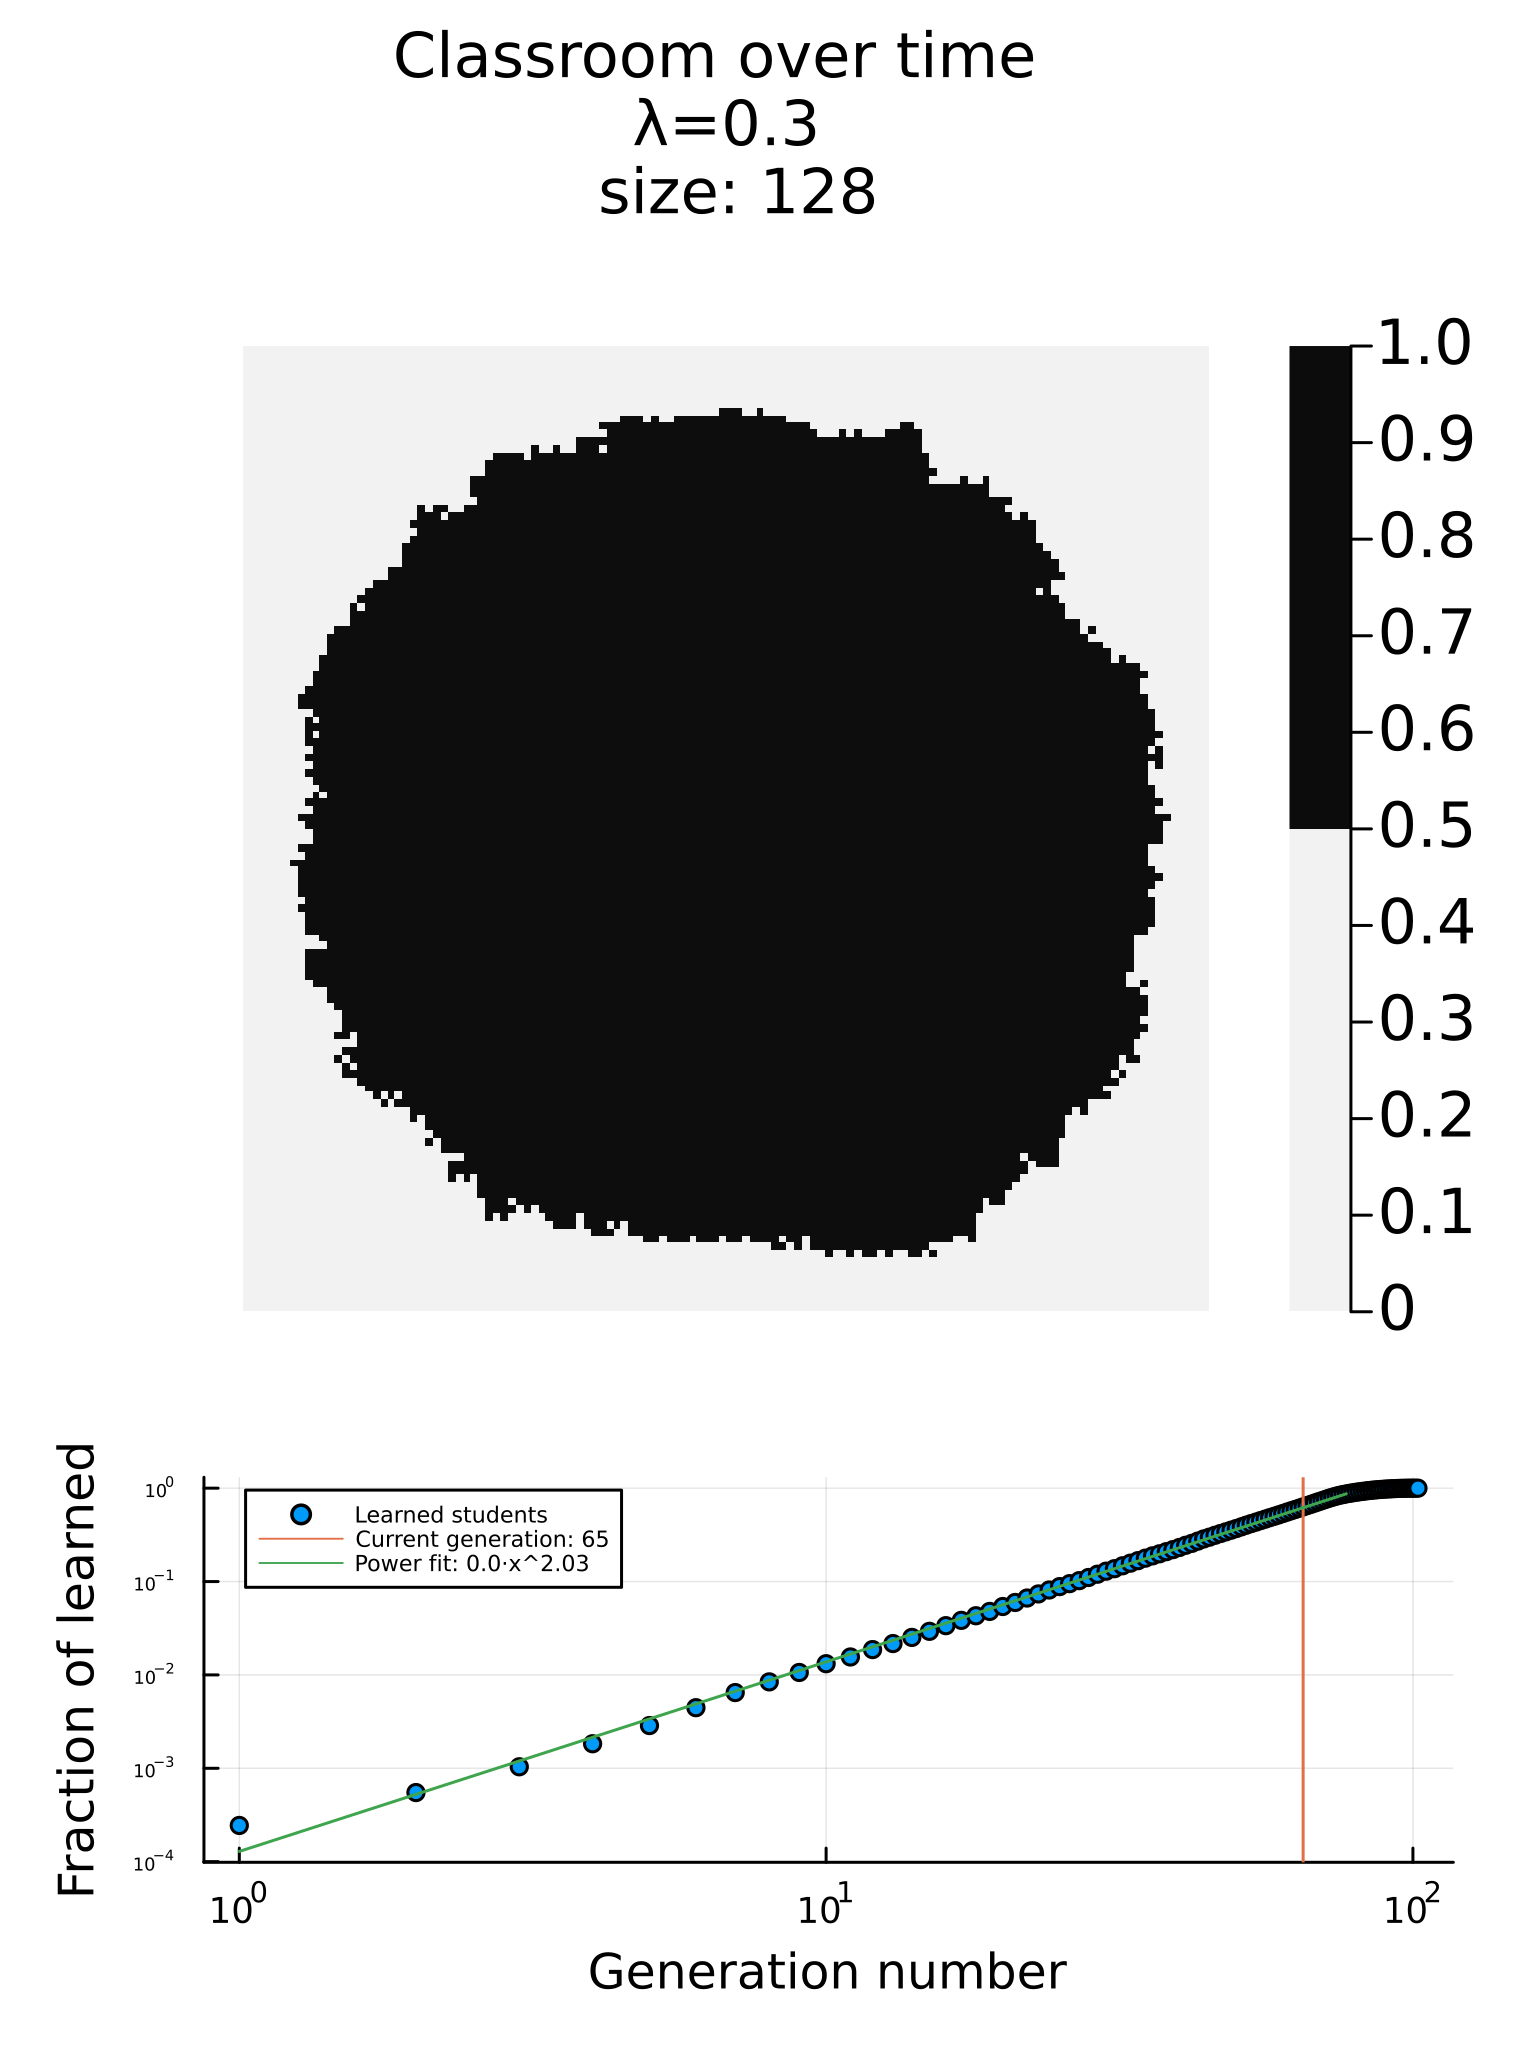 Classroom over time
λ=0.3
size: 128
1.0
0.9
0.8
0.7
0.6
0.5
0.4
0.3
0.2
0.1
0
Fraction of learned
10^0
10^-1
10^-2
10^-3
10^-4
Learned students
Current generation: 65
Power fit: 0.0·x^2.03
10^0 10^1 10^2
Generation number